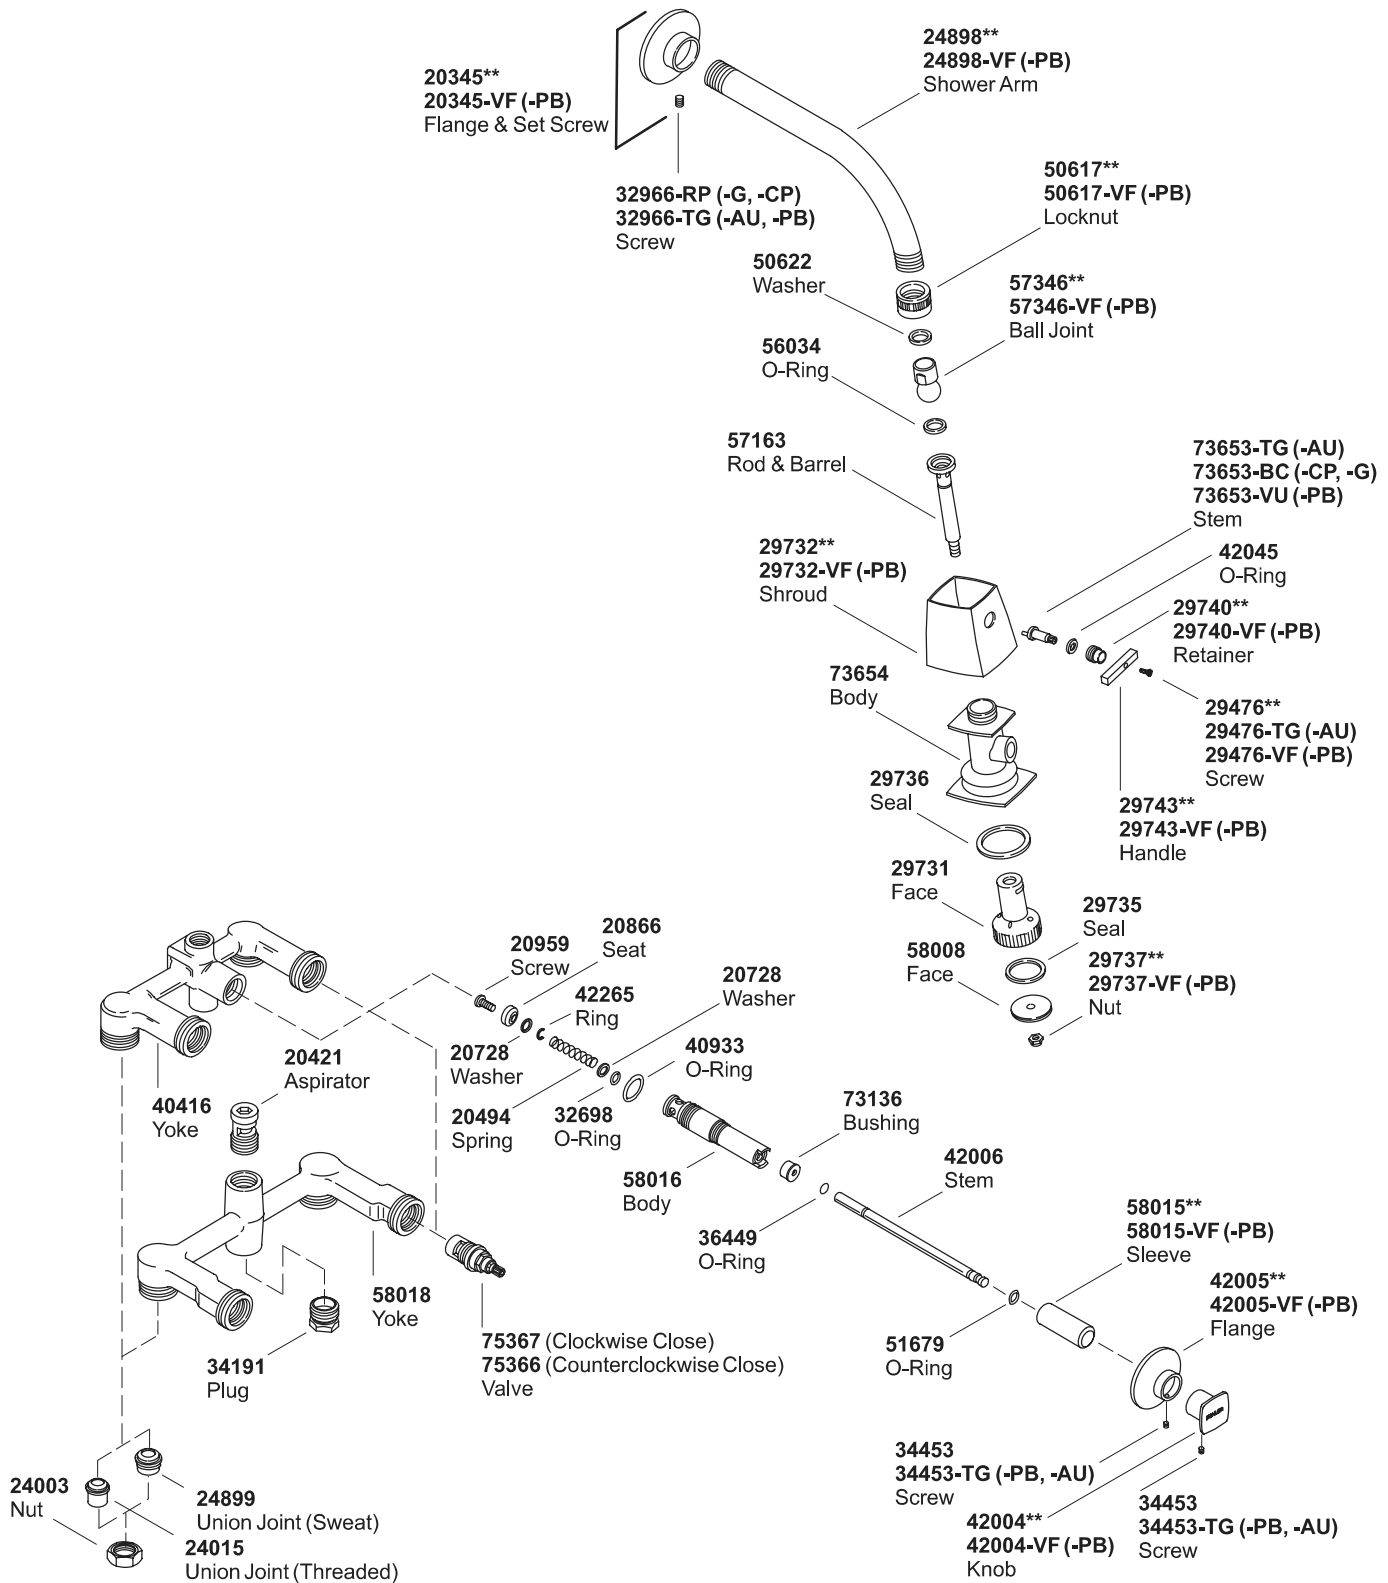 24898**
24898-VF (-PB)
Shower Arm
20345**
20345-VF (-PB)
Flange & Set Screw
32966-RP (-G, -CP)
32966-TG (-AU, -PB)
Screw
50617**
50617-VF (-PB)
Locknut
50622
Washer
57346**
57346-VF (-PB)
Ball Joint
56034
O-Ring
57163
Rod & Barrel
73653-TG (-AU)
73653-BC (-CP, -G)
73653-VU (-PB)
Stem
29732**
29732-VF (-PB)
Shroud
42045
O-Ring
29740**
29740-VF (-PB)
Retainer
73654
Body
29476**
29476-TG (-AU)
29476-VF (-PB)
Screw
29736
Seal
29743**
29743-VF (-PB)
Handle
29731
Face
29735
Seal
58008
Face
29737**
29737-VF (-PB)
Nut
20866
Seat
20959
Screw
42265
Ring
20728
Washer
20728
Washer
40933
O-Ring
20421
Aspirator
40416
Yoke
20494
Spring
32698
O-Ring
73136
Bushing
58016
Body
42006
Stem
36449
O-Ring
58015**
58015-VF (-PB)
Sleeve
58018
Yoke
42005**
42005-VF (-PB)
Flange
75367 (Clockwise Close)
75366 (Counterclockwise Close)
Valve
51679
O-Ring
34191
Plug
KOHLER
34453
34453-TG (-PB, -AU)
Screw
24003
Nut
24899
Union Joint (Sweat)
24015
Union Joint (Threaded)
42004**
42004-VF (-PB)
Knob
34453
34453-TG (-PB, -AU)
Screw